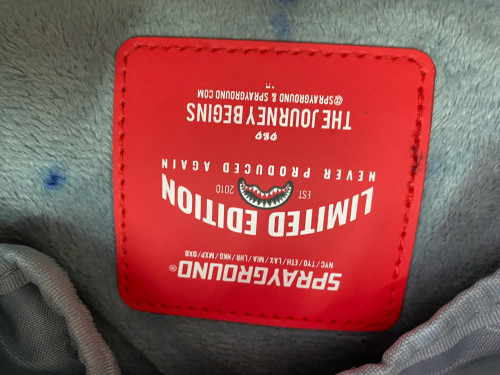 SPRAYGROUND®
NYC / TYO / ETH / LAX / MIA / LHR / HKG / MXP / DXB
LIMITED EDITION
EST 2010
NEVER PRODUCED AGAIN
THE JOURNEY BEGINS
@SPRAYGROUND & SPRAYGROUND.COM